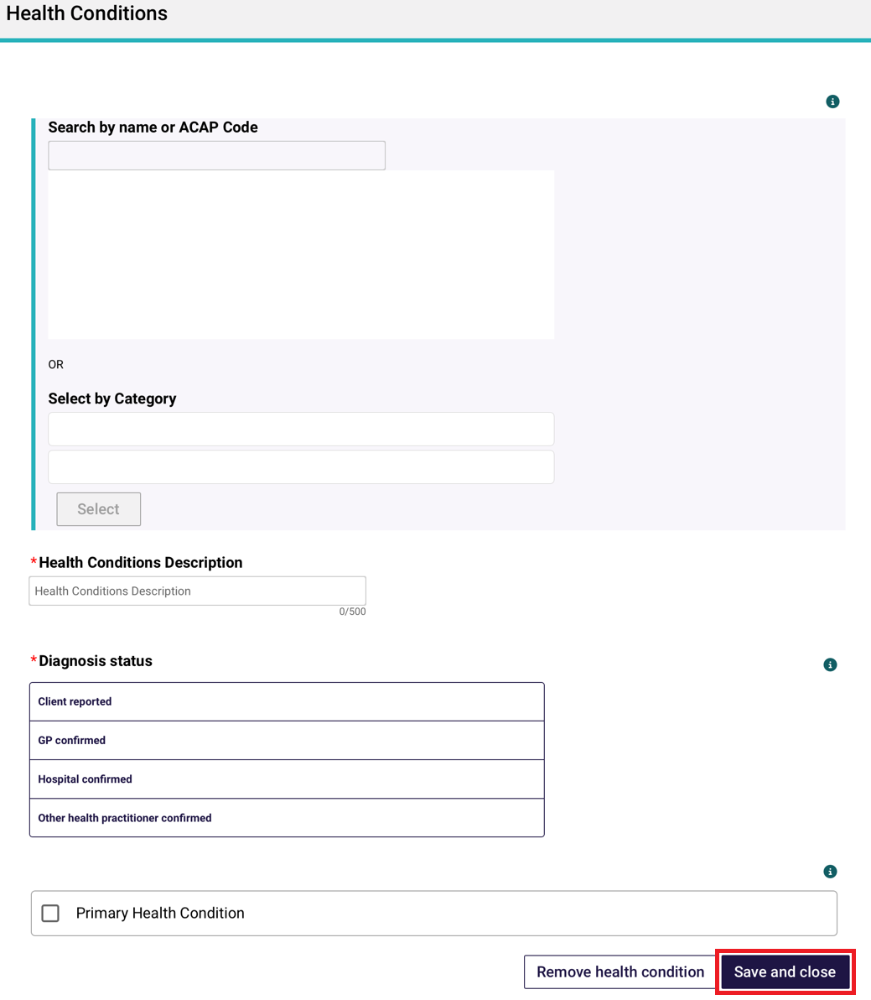 Health Conditions
Search by name or ACAP Code
OR
Select by Category
Select
*Health Conditions Description
Health Conditions Description
0/500
*Diagnosis status
Client reported
GP confirmed
Hospital confirmed
Other health practitioner confirmed
Primary Health Condition
Remove health condition
Save and close